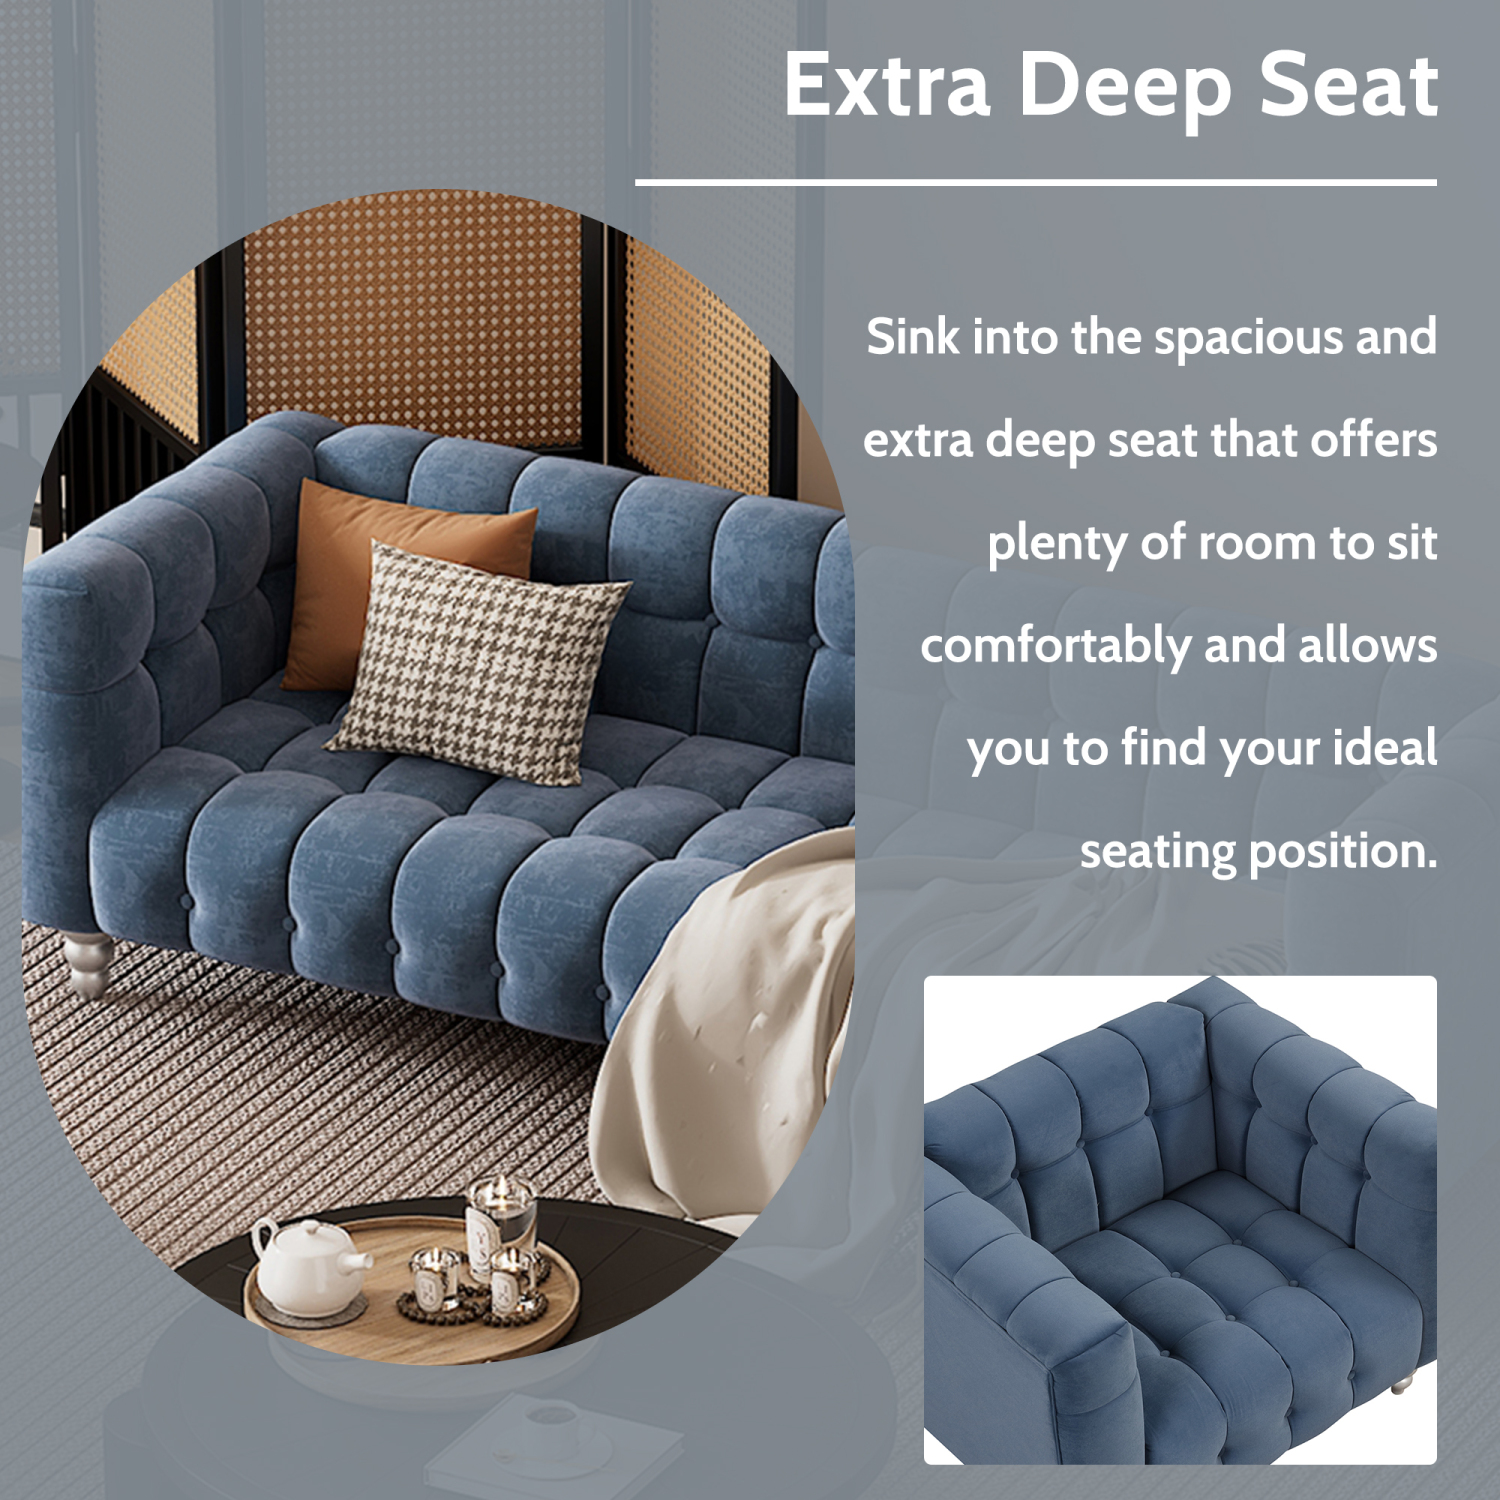 Extra Deep Seat
Sink into the spacious and
extra deep seat that offers
plenty of room to sit
comfortably and allows
you to find your ideal
seating position.